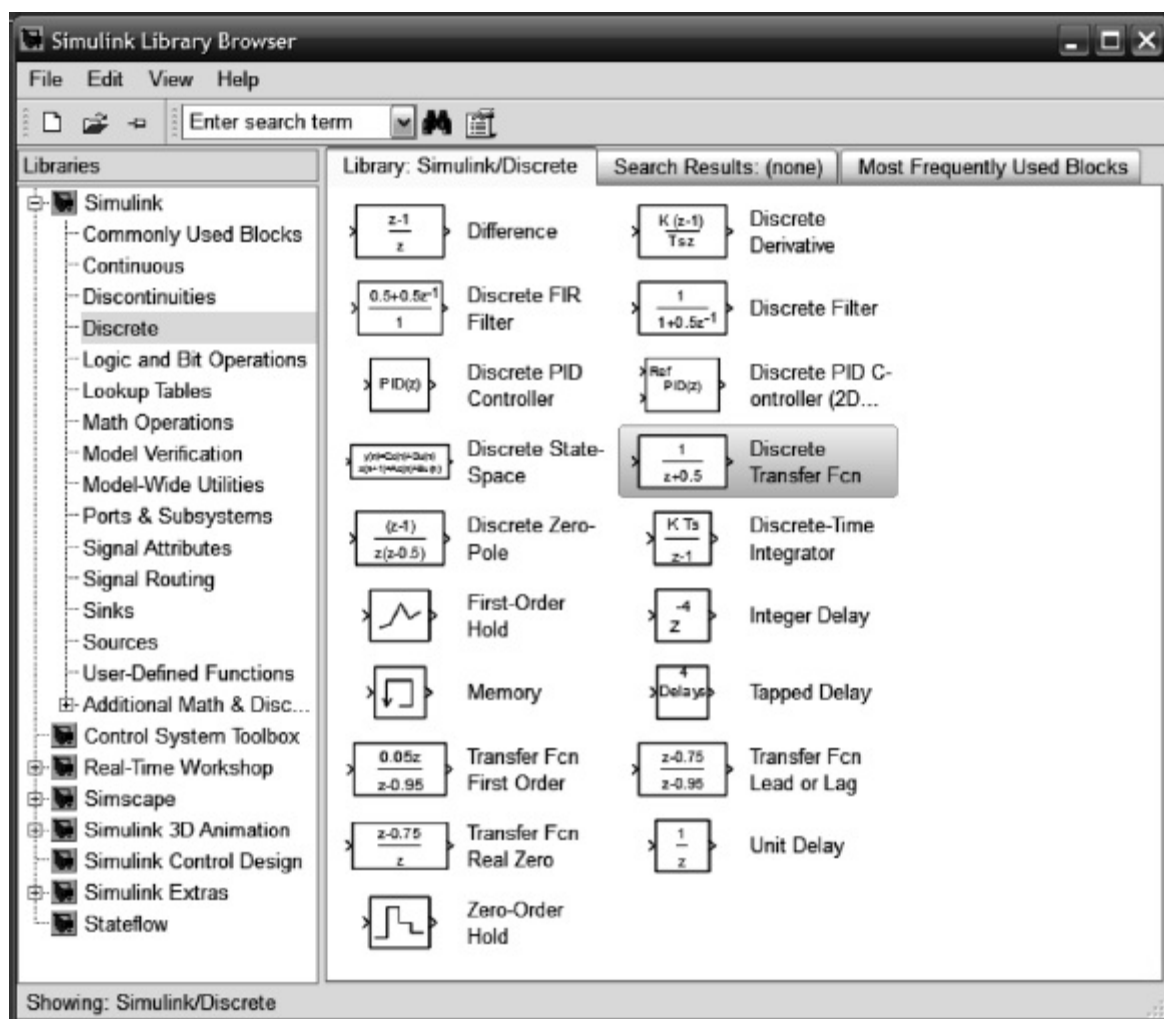 Simulink Library Browser
File Edit View Help
Enter search term
Libraries
Library: Simulink/Discrete
Search Results: (none)
Most Frequently Used Blocks
Simulink
Commonly Used Blocks
Continuous
Discontinuities
Discrete
Logic and Bit Operations
Lookup Tables
Math Operations
Model Verification
Model-Wide Utilities
Ports & Subsystems
Signal Attributes
Signal Routing
Sinks
Sources
User-Defined Functions
Additional Math & Disc...
Control System Toolbox
Real-Time Workshop
Simscape
Simulink 3D Animation
Simulink Control Design
Simulink Extras
Stateflow
z-1
z
Difference
K (z-1)
Tsz
Discrete
Derivative
0.5+0.5z-1
1
Discrete FIR
Filter
1
1+0.5z-1
Discrete Filter
PID(z)
Discrete PID
Controller
Ref
PID(z)
Discrete PID C-
ontroller (2D...
Discrete State-
Space
1
z+0.5
Discrete
Transfer Fcn
(z-1)
z(z-0.5)
Discrete Zero-
Pole
K Ts
z-1
Discrete-Time
Integrator
First-Order
Hold
-4
z
Integer Delay
Memory
4
Delays
Tapped Delay
0.05z
z-0.95
Transfer Fcn
First Order
z-0.75
z-0.95
Transfer Fcn
Lead or Lag
z-0.75
z
Transfer Fcn
Real Zero
1
z
Unit Delay
Zero-Order
Hold
Showing: Simulink/Discrete